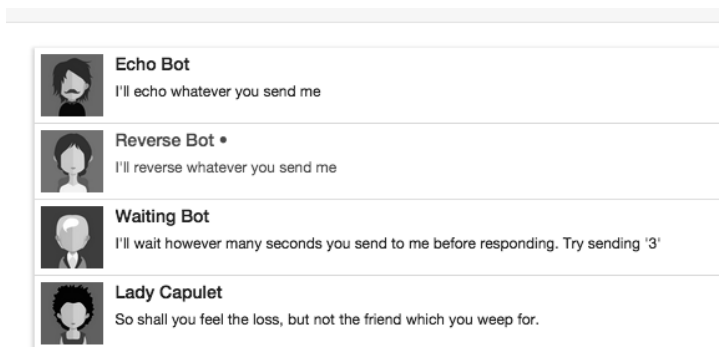 Echo Bot
I'll echo whatever you send me
Reverse Bot •
I'll reverse whatever you send me
Waiting Bot
I'll wait however many seconds you send to me before responding. Try sending '3'
Lady Capulet
So shall you feel the loss, but not the friend which you weep for.